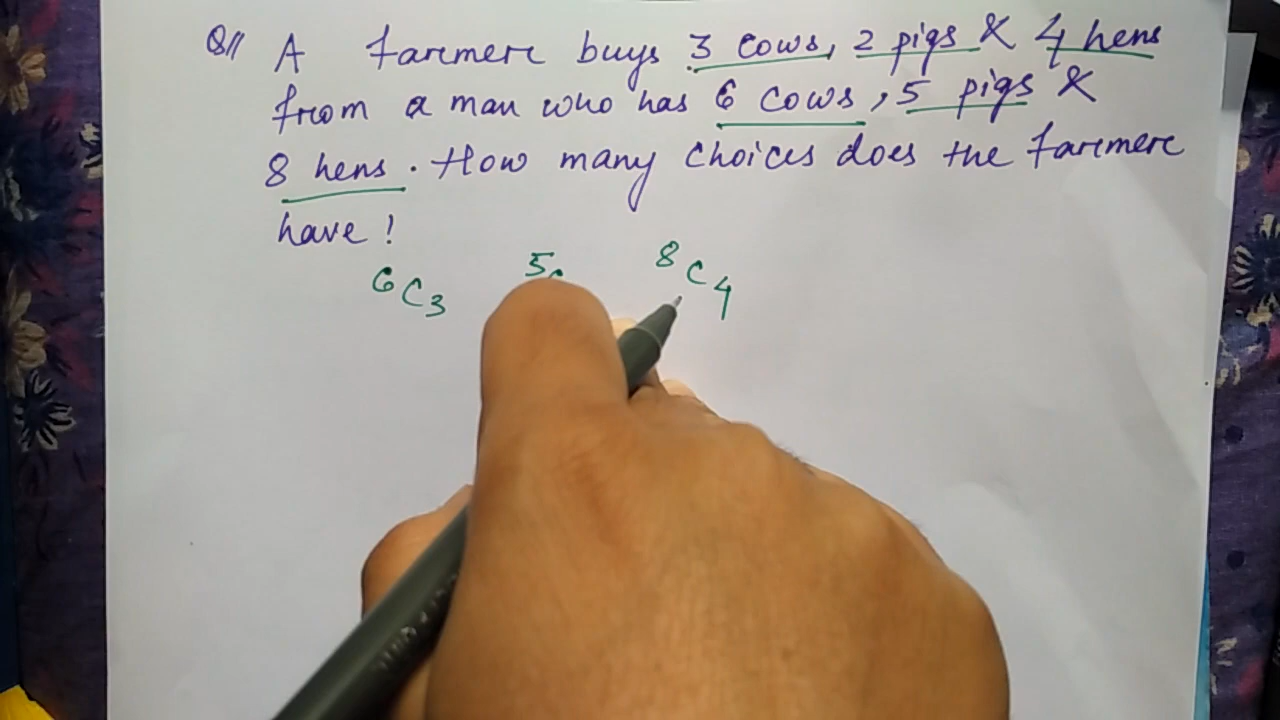 Q1/ A farmer buys 3 cows, 2 pigs & 4 hens
from a man who has 6 cows, 5 pigs &
8 hens. How many choices does the farmer
have!
6C3 5 8C4